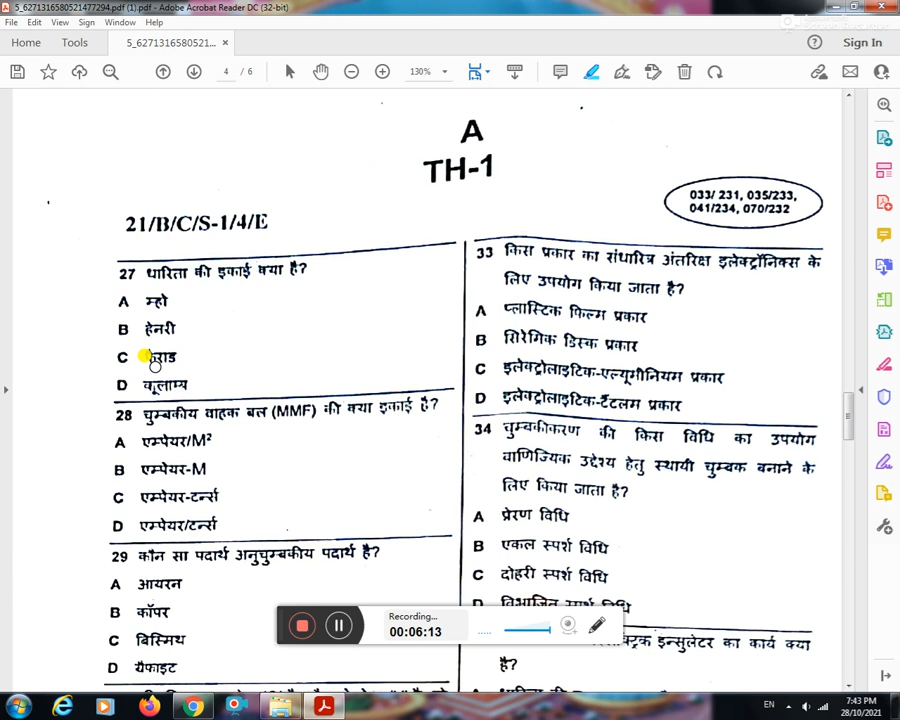 5_6271316580521477294.pdf (1).pdf - Adobe Acrobat Reader DC (32-bit)
File Edit View Sign Window Help
Home Tools 5_6271316580521... × Sign In
4 / 6 130%
A
TH-1
033/ 231, 035/233,
041/234, 070/232
21/B/C/S-1/4/E
27 धारिता की इकाई क्या है?
A म्हो
B हेनरी
C फैराड
D कूलाम्य
28 चुम्बकीय वाहक बल (MMF) की क्या इकाई है?
A एम्पेयर/M²
B एम्पेयर-M
C एम्पेयर-टर्न्स
D एम्पेयर/टर्न्स
29 कौन सा पदार्थ अनुचुम्बकीय पदार्थ है?
A आयरन
B कॉपर
C बिस्मिथ
D ग्रैफाइट
33 किस प्रकार का संधारित्र अंतरिक्ष इलेक्ट्रॉनिक्स के
लिए उपयोग किया जाता है?
A प्लास्टिक फिल्म प्रकार
B सिरेमिक डिस्क प्रकार
C इलेक्ट्रोलाइटिक-एल्यूमीनियम प्रकार
D इलेक्ट्रोलाइटिक-टैंटलम प्रकार
34 चुम्बकीकरण की किस विधि का उपयोग
वाणिज्यिक उद्देश्य हेतु स्थायी चुम्बक बनाने के
लिए किया जाता है?
A प्रेरण विधि
B एकल स्पर्श विधि
C दोहरी स्पर्श विधि
D विभाजित स्पर्श विधि
इन्सुलेटर का कार्य क्या
है?
Recording...
00:06:13
EN
7:43 PM
28/10/2021